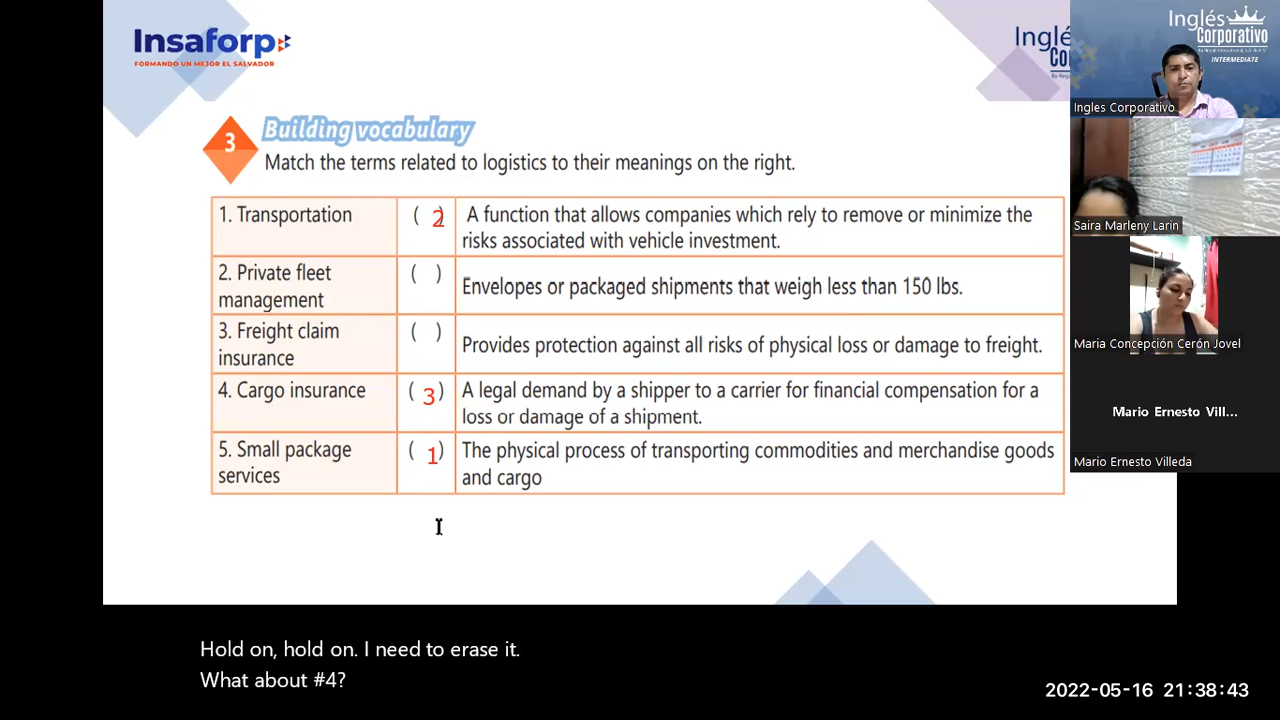 Insaforp
FORMANDO UN MEJOR EL SALVADOR
Inglé
Co
By Rega
Inglés
Corporativo
INTERMEDIATE
Ingles Corporativo
3
Building vocabulary
Match the terms related to logistics to their meanings on the right.
1. Transportation ( 2) A function that allows companies which rely to remove or minimize the
risks associated with vehicle investment.
2. Private fleet
management
( ) Envelopes or packaged shipments that weigh less than 150 lbs.
3. Freight claim
insurance
( ) Provides protection against all risks of physical loss or damage to freight.
4. Cargo insurance ( 3) A legal demand by a shipper to a carrier for financial compensation for a
loss or damage of a shipment.
5. Small package
services
( 1) The physical process of transporting commodities and merchandise goods
and cargo
Saira Marleny Larin
Maria Concepción Cerón Jovel
Mario Ernesto Vill...
Mario Ernesto Villeda
Hold on, hold on. I need to erase it.
What about #4?
2022-05-16 21:38:43